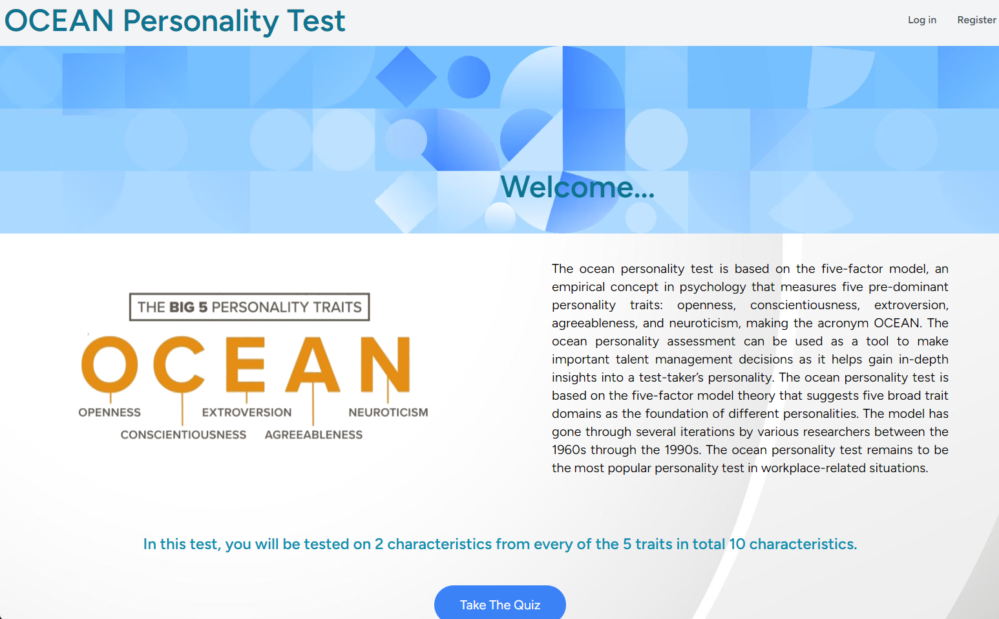 OCEAN Personality Test
Log in
Register
Welcome...
THE BIG 5 PERSONALITY TRAITS
OCEAN
OPENNESS
EXTROVERSION
NEUROTICISM
CONSCIENTIOUSNESS
AGREEABLENESS
The ocean personality test is based on the five-factor model, an
empirical concept in psychology that measures five pre-dominant
personality traits: openness, conscientiousness, extroversion,
agreeableness, and neuroticism, making the acronym OCEAN. The
ocean personality assessment can be used as a tool to make
important talent management decisions as it helps gain in-depth
insights into a test-taker’s personality. The ocean personality test is
based on the five-factor model theory that suggests five broad trait
domains as the foundation of different personalities. The model has
gone through several iterations by various researchers between the
1960s through the 1990s. The ocean personality test remains to be
the most popular personality test in workplace-related situations.
In this test, you will be tested on 2 characteristics from every of the 5 traits in total 10 characteristics.
Take The Quiz